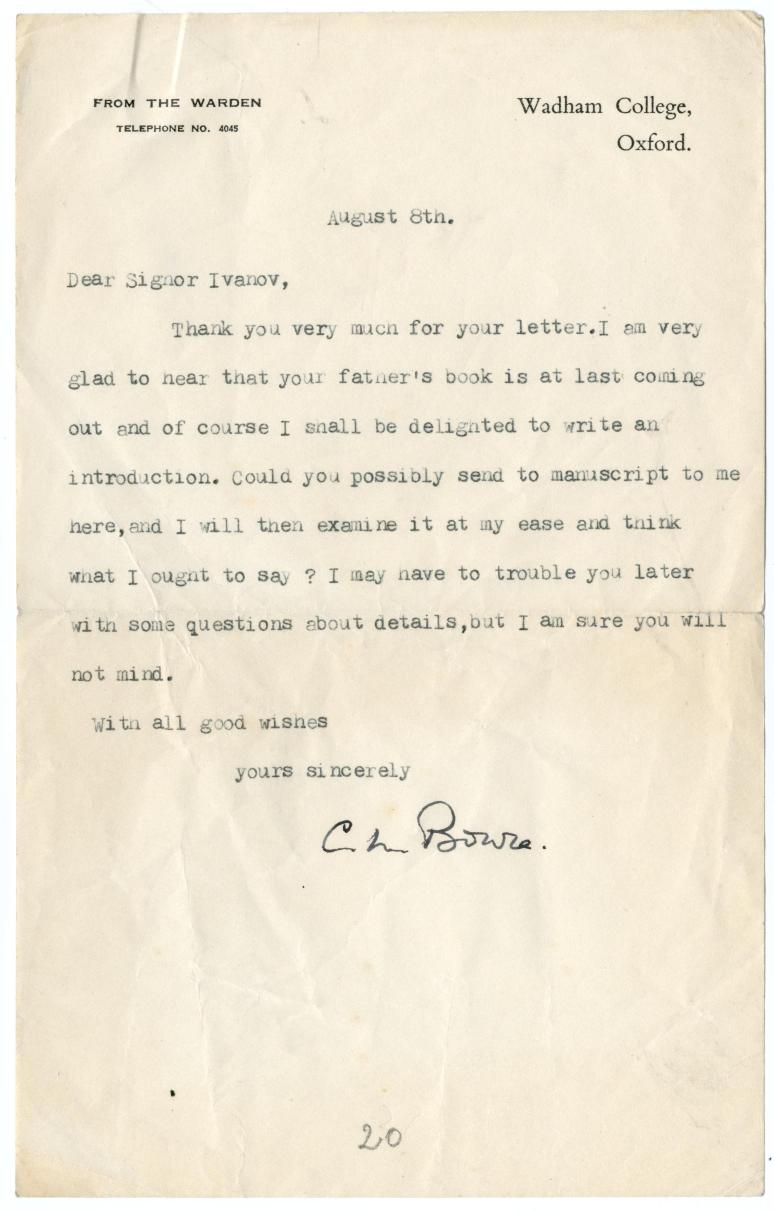 FROM THE WARDEN
TELEPHONE NO. 4045
Wadham College,
Oxford.
August 8th.
Dear Signor Ivanov,
Thank you very much for your letter.I am very
glad to hear that your father's book is at last coming
out and of course I shall be delighted to write an
introduction. Could you possibly send to manuscript to me
here,and I will then examine it at my ease and think
what I ought to say ? I may have to trouble you later
with some questions about details,but I am sure you will
not mind.
With all good wishes
yours sincerely
C M Bowra.
20